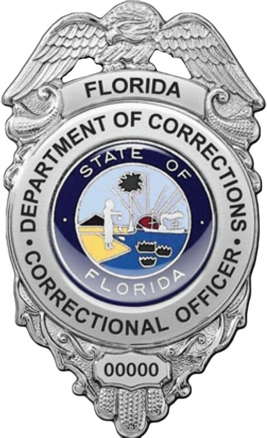 FLORIDA
DEPARTMENT OF CORRECTIONS
STATE OF
FLORIDA
CORRECTIONAL OFFICER
00000